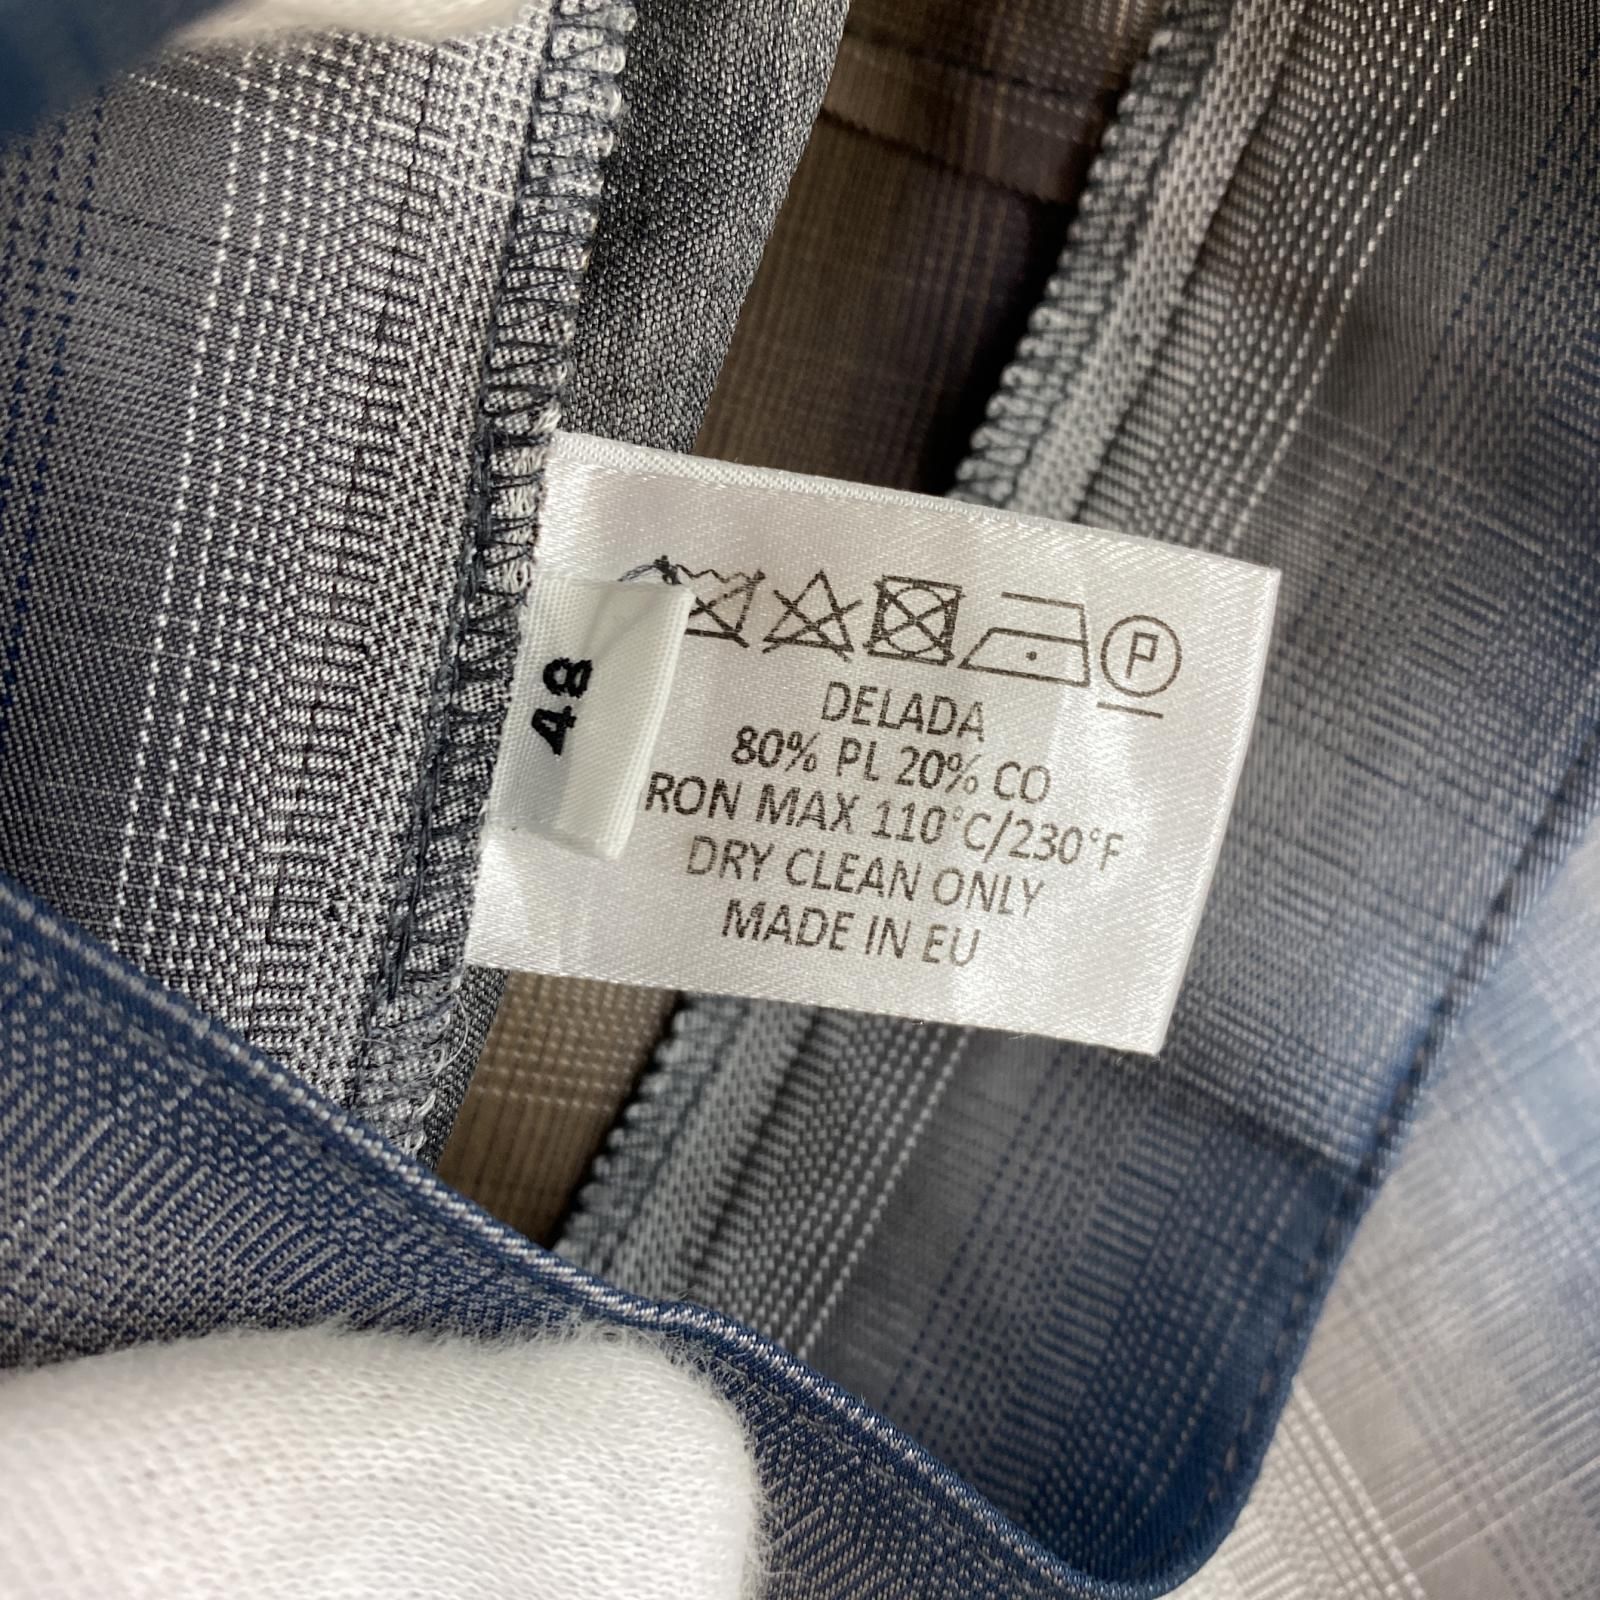 48
P
DELADA
80% PL 20% CO
RON MAX 110°C/230°F
DRY CLEAN ONLY
MADE IN EU